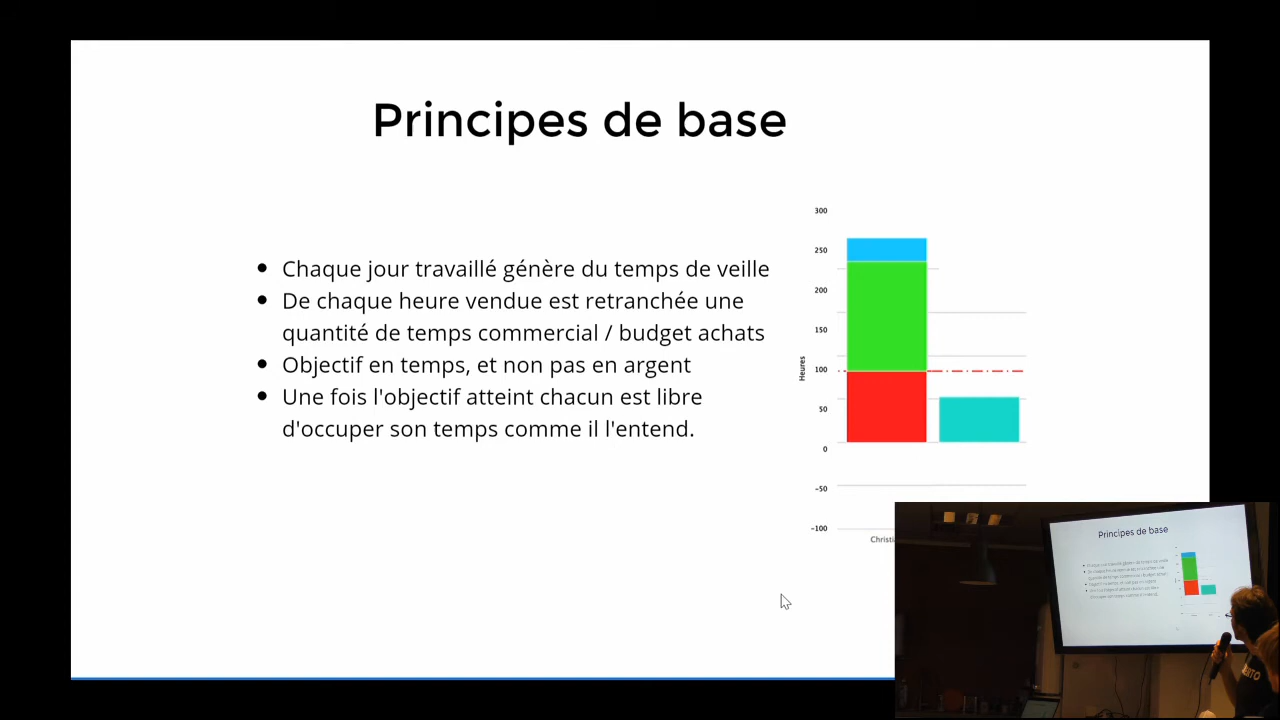 Principes de base
Chaque jour travaillé génère du temps de veille
De chaque heure vendue est retranchée une
quantité de temps commercial / budget achats
Objectif en temps, et non pas en argent
Une fois l'objectif atteint chacun est libre
d'occuper son temps comme il l'entend.
300
250
200
150
100
50
0
-50
-100
Heures
Principes de base